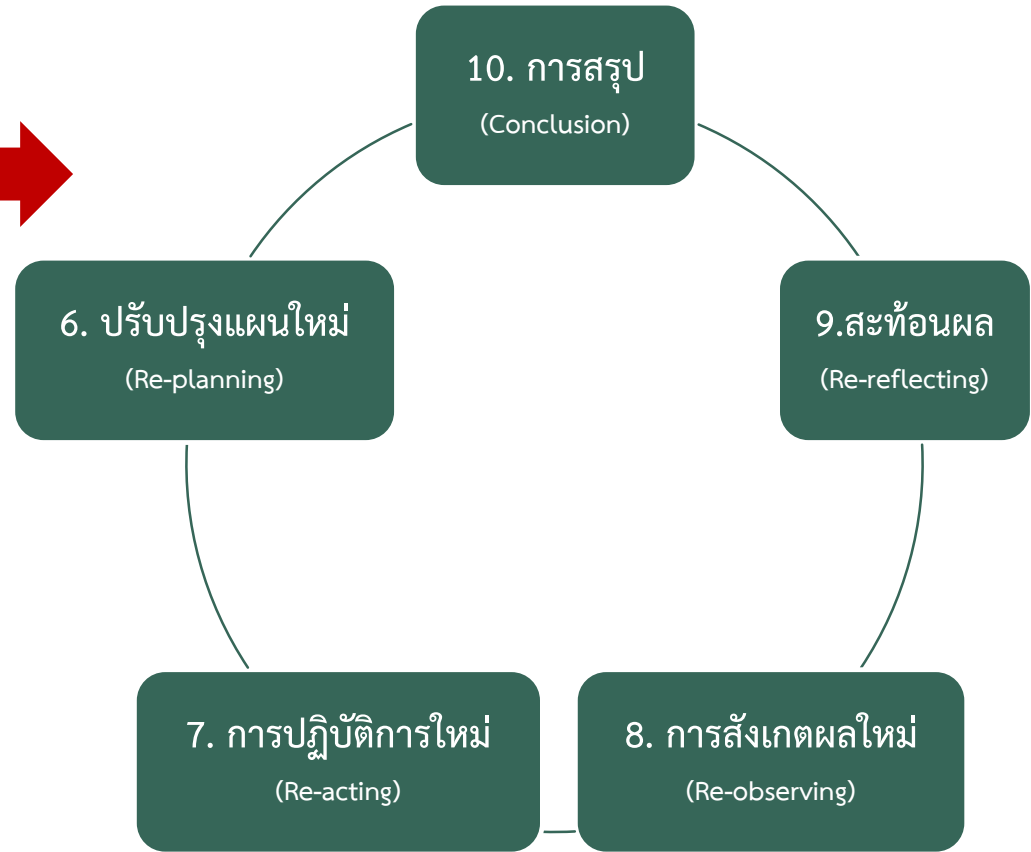 10. การสรุป
(Conclusion)
6. ปรับปรุงแผนใหม่
(Re-planning)
9.สะท้อนผล
(Re-reflecting)
7. การปฏิบัติการใหม่
(Re-acting)
8. การสังเกตผลใหม่
(Re-observing)